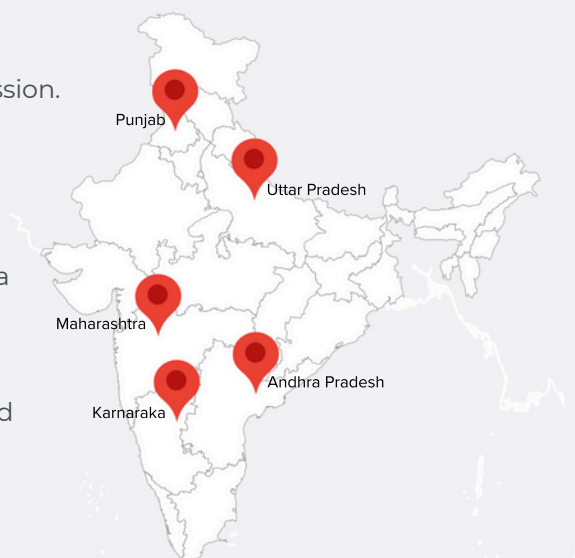 ssion.
Punjab
Uttar Pradesh
a
Maharashtra
Andhra Pradesh
Karnaraka
d